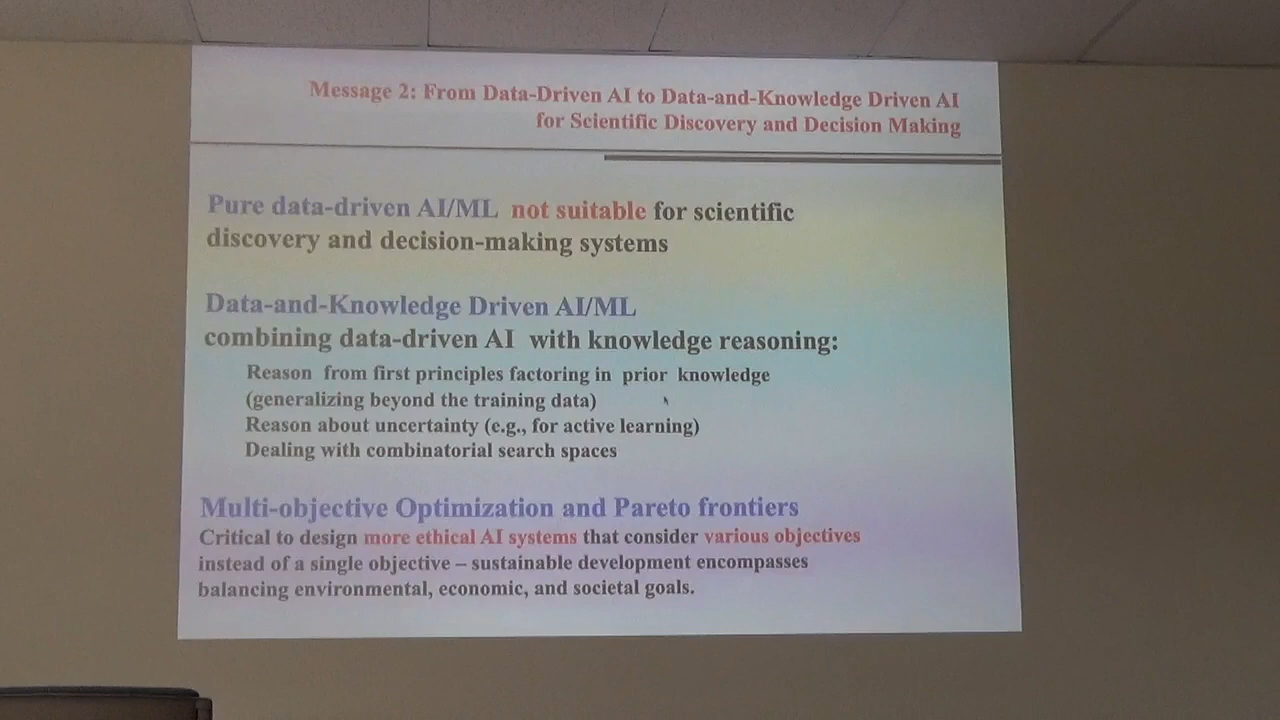 Message 2: From Data-Driven AI to Data-and-Knowledge Driven AI
for Scientific Discovery and Decision Making
Pure data-driven AI/ML not suitable for scientific
discovery and decision-making systems
Data-and-Knowledge Driven AI/ML
combining data-driven AI with knowledge reasoning:
Reason from first principles factoring in prior knowledge
(generalizing beyond the training data)
Reason about uncertainty (e.g., for active learning)
Dealing with combinatorial search spaces
Multi-objective Optimization and Pareto frontiers
Critical to design more ethical AI systems that consider various objectives
instead of a single objective – sustainable development encompasses
balancing environmental, economic, and societal goals.